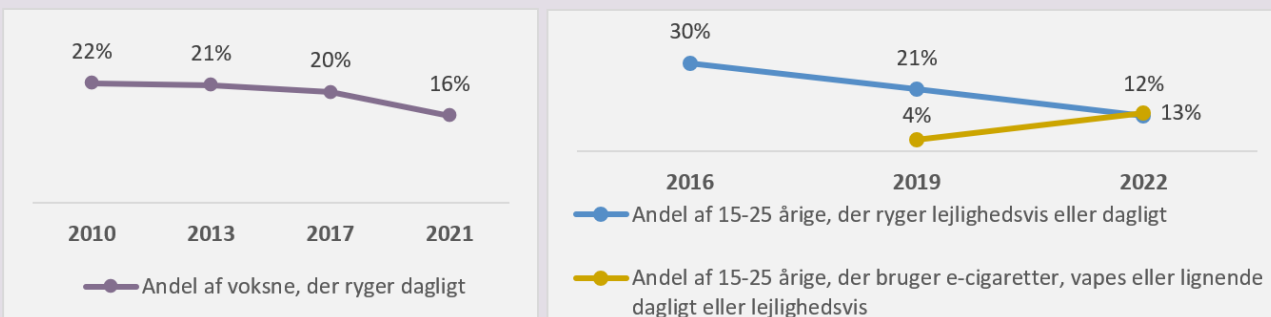 22%
21%
20%
16%
2010 2013 2017 2021
Andel af voksne, der ryger dagligt
30%
21%
12%
4%
13%
2016 2019 2022
Andel af 15-25 årige, der ryger lejlighedsvis eller dagligt
Andel af 15-25 årige, der bruger e-cigaretter, vapes eller lignende
dagligt eller lejlighedsvis